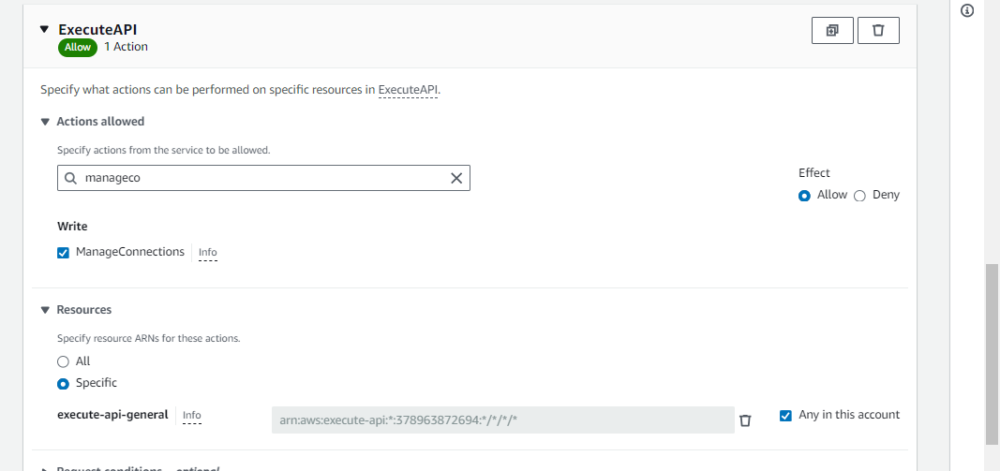 ExecuteAPI
Allow 1 Action
Specify what actions can be performed on specific resources in ExecuteAPI.
Actions allowed
Specify actions from the service to be allowed.
manageco
Effect
Allow Deny
Write
ManageConnections Info
Resources
Specify resource ARNs for these actions.
All
Specific
execute-api-general Info arn:aws:execute-api:*:378963872694:*/*/*/* Any in this account
Request conditions - optional